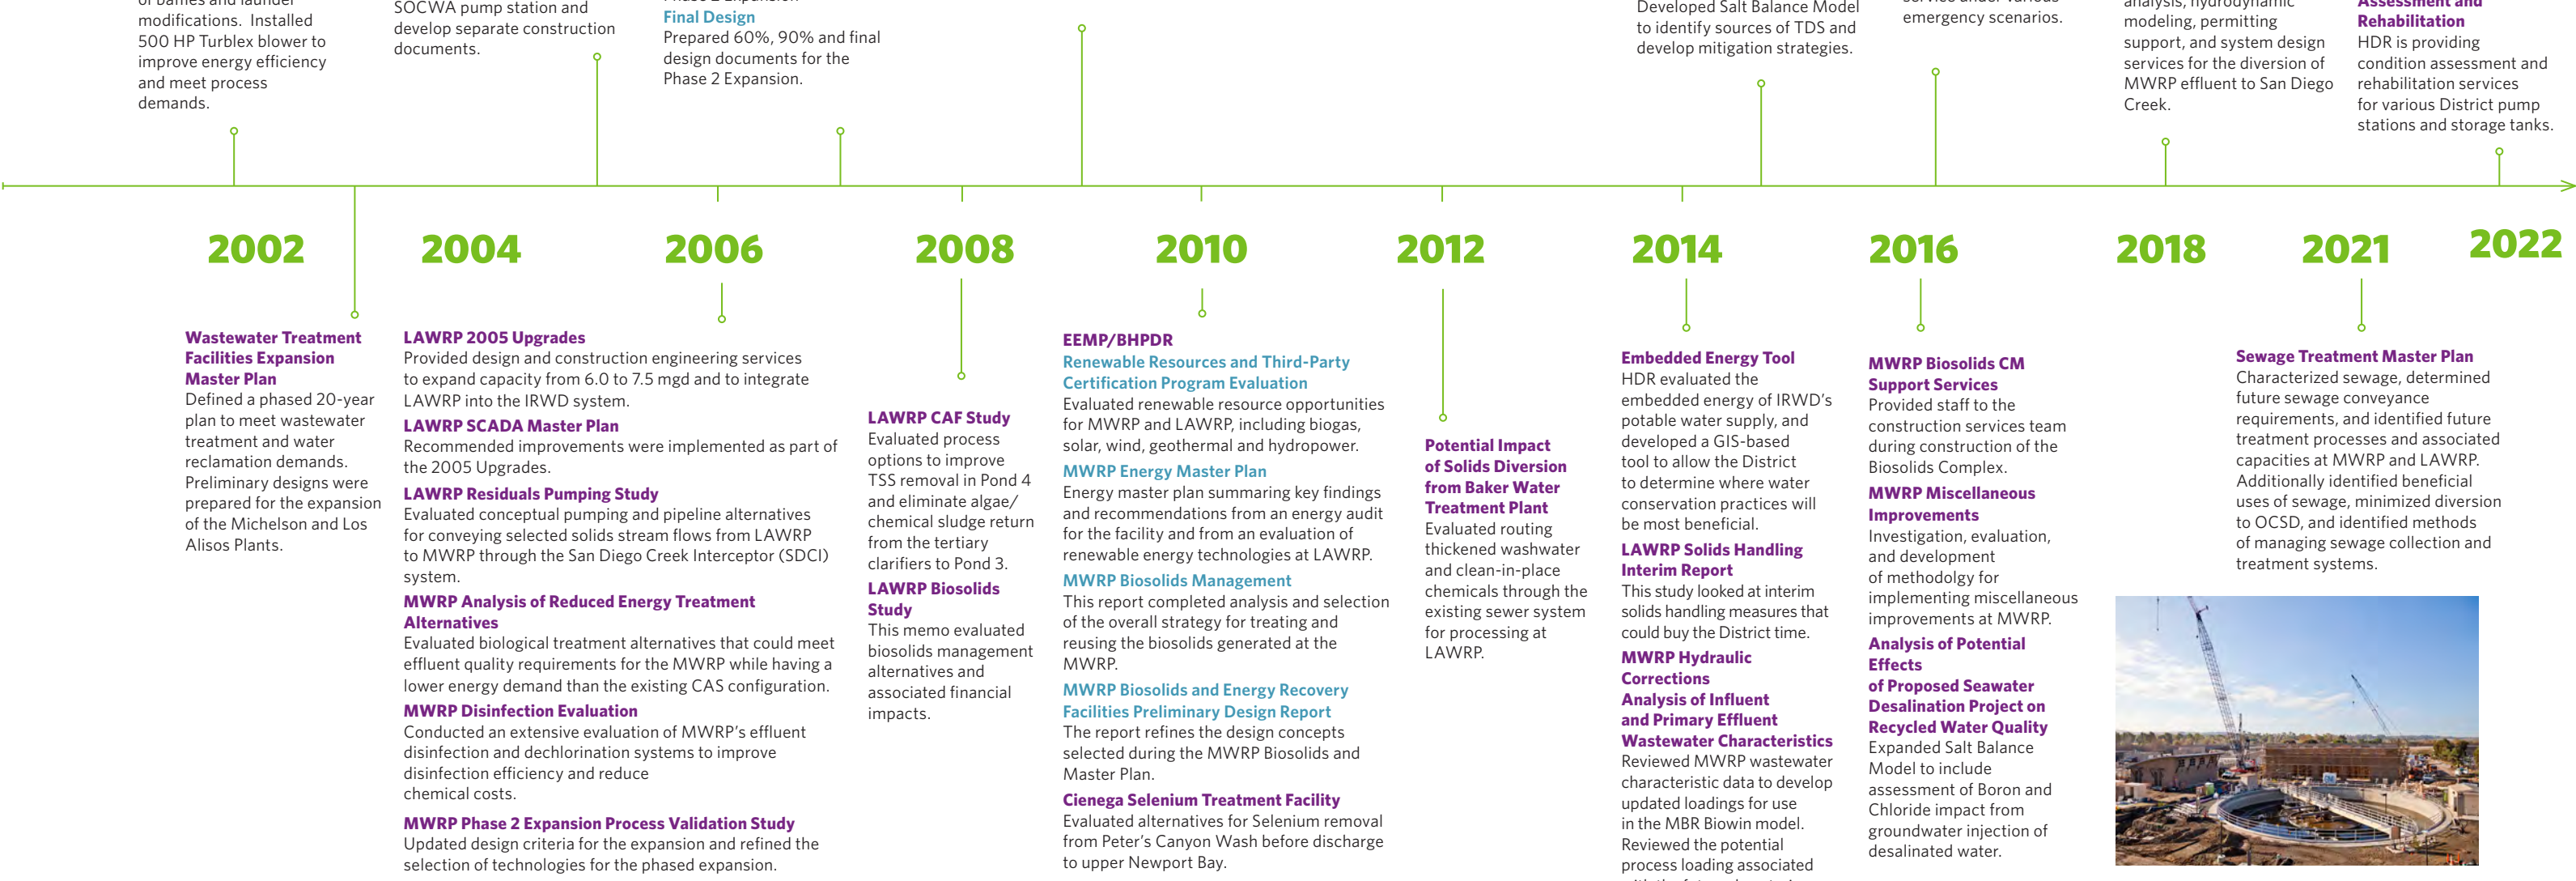 of baffles and launder
modifications.  Installed
500 HP Turblex blower to
improve energy efficiency
and meet process
demands.
SOCWA pump station and
develop separate construction
documents.
Phase 2 Expansion
Final Design
Prepared 60%, 90% and final
design documents for the
Phase 2 Expansion.
Developed Salt Balance Model
to identify sources of TDS and
develop mitigation strategies.
service under various
emergency scenarios.
analysis, hydrodynamic
modeling, permitting
support, and system design
services for the diversion of
MWRP effluent to San Diego
Creek.
Assessment and
Rehabilitation
HDR is providing
condition assessment and
rehabilitation services
for various District pump
stations and storage tanks.
2002
2004
2006
2008
2010
2012
2014
2016
2018
2021
2022
Wastewater Treatment
Facilities Expansion
Master Plan
Defined a phased 20-year
plan to meet wastewater
treatment and water
reclamation demands.
Preliminary designs were
prepared for the expansion
of the Michelson and Los
Alisos Plants.
LAWRP 2005 Upgrades
Provided design and construction engineering services
to expand capacity from 6.0 to 7.5 mgd and to integrate
LAWRP into the IRWD system.
LAWRP SCADA Master Plan
Recommended improvements were implemented as part of
the 2005 Upgrades.
LAWRP Residuals Pumping Study
Evaluated conceptual pumping and pipeline alternatives
for conveying selected solids stream flows from LAWRP
to MWRP through the San Diego Creek Interceptor (SDCI)
system.
MWRP Analysis of Reduced Energy Treatment
Alternatives
Evaluated biological treatment alternatives that could meet
effluent quality requirements for the MWRP while having a
lower energy demand than the existing CAS configuration.
MWRP Disinfection Evaluation
Conducted an extensive evaluation of MWRP's effluent
disinfection and dechlorination systems to improve
disinfection efficiency and reduce
chemical costs.
MWRP Phase 2 Expansion Process Validation Study
Updated design criteria for the expansion and refined the
selection of technologies for the phased expansion.
LAWRP CAF Study
Evaluated process
options to improve
TSS removal in Pond 4
and eliminate algae/
chemical sludge return
from the tertiary
clarifiers to Pond 3.
LAWRP Biosolids
Study
This memo evaluated
biosolids management
alternatives and
associated financial
impacts.
EEMP/BHPDR
Renewable Resources and Third-Party
Certification Program Evaluation
Evaluated renewable resource opportunities
for MWRP and LAWRP, including biogas,
solar, wind, geothermal and hydropower.
MWRP Energy Master Plan
Energy master plan summaring key findings
and recommendations from an energy audit
for the facility and from an evaluation of
renewable energy technologies at LAWRP.
MWRP Biosolids Management
This report completed analysis and selection
of the overall strategy for treating and
reusing the biosolids generated at the
MWRP.
MWRP Biosolids and Energy Recovery
Facilities Preliminary Design Report
The report refines the design concepts
selected during the MWRP Biosolids and
Master Plan.
Cienega Selenium Treatment Facility
Evaluated alternatives for Selenium removal
from Peter's Canyon Wash before discharge
to upper Newport Bay.
Potential Impact
of Solids Diversion
from Baker Water
Treatment Plant
Evaluated routing
thickened washwater
and clean-in-place
chemicals through the
existing sewer system
for processing at
LAWRP.
Embedded Energy Tool
HDR evaluated the
embedded energy of IRWD's
potable water supply, and
developed a GIS-based
tool to allow the District
to determine where water
conservation practices will
be most beneficial.
LAWRP Solids Handling
Interim Report
This study looked at interim
solids handling measures that
could buy the District time.
MWRP Hydraulic
Corrections
Analysis of Influent
and Primary Effluent
Wastewater Characteristics
Reviewed MWRP wastewater
characteristic data to develop
updated loadings for use
in the MBR Biowin model.
Reviewed the potential
process loading associated
MWRP Biosolids CM
Support Services
Provided staff to the
construction services team
during construction of the
Biosolids Complex.
MWRP Miscellaneous
Improvements
Investigation, evaluation,
and development
of methodolgy for
implementing miscellaneous
improvements at MWRP.
Analysis of Potential
Effects
of Proposed Seawater
Desalination Project on
Recycled Water Quality
Expanded Salt Balance
Model to include
assessment of Boron and
Chloride impact from
groundwater injection of
desalinated water.
Sewage Treatment Master Plan
Characterized sewage, determined
future sewage conveyance
requirements, and identified future
treatment processes and associated
capacities at MWRP and LAWRP.
Additionally identified beneficial
uses of sewage, minimized diversion
to OCSD, and identified methods
of managing sewage collection and
treatment systems.